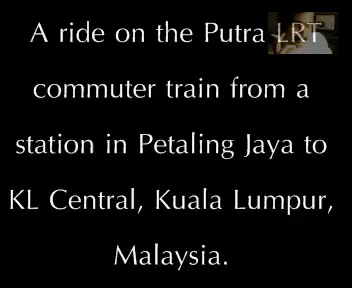 A ride on the Putra LRT
commuter train from a
station in Petaling Jaya to
KL Central, Kuala Lumpur,
Malaysia.